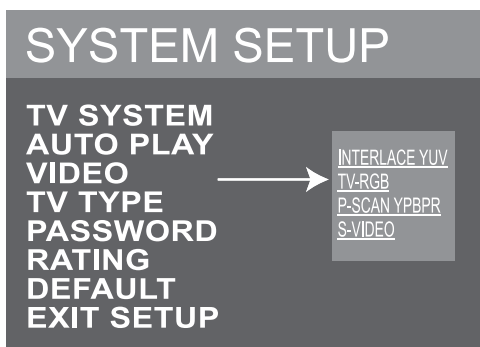 SYSTEM SETUP
TV SYSTEM
AUTO PLAY
VIDEO
TV TYPE
PASSWORD
RATING
DEFAULT
EXIT SETUP
INTERLACE YUV
TV-RGB
P-SCAN YPBPR
S-VIDEO